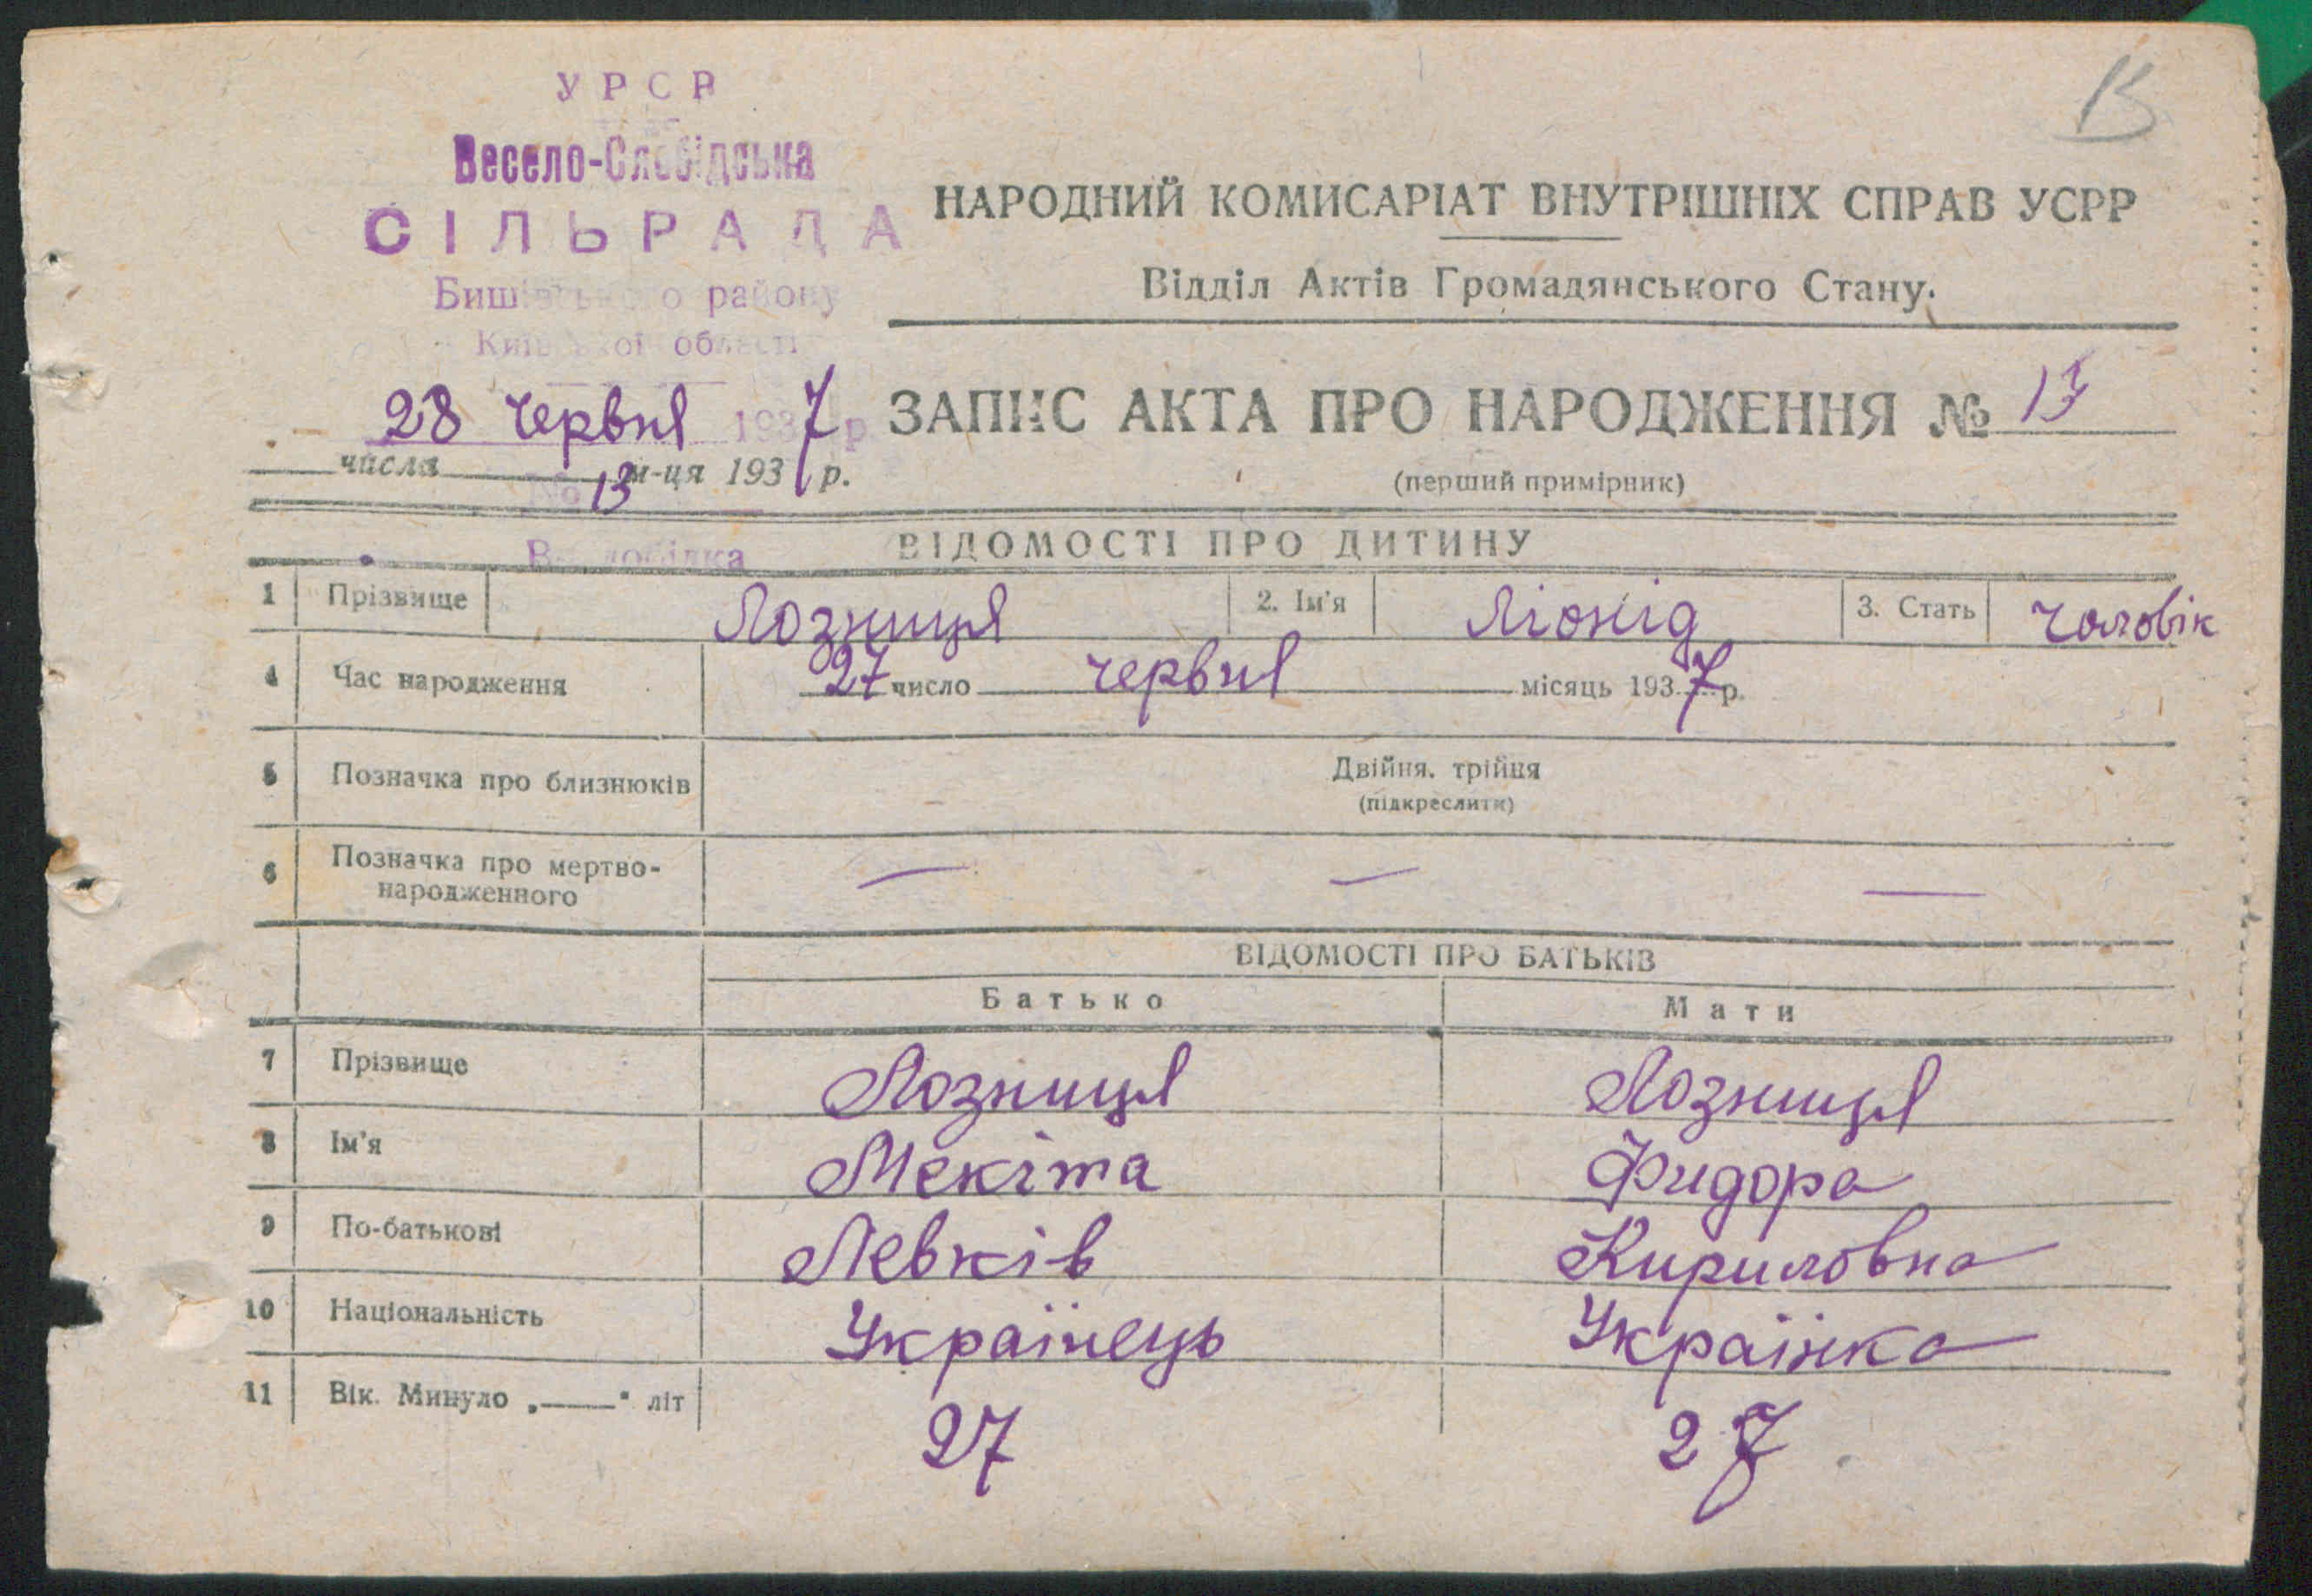 13
УРСР
Весело-Слобідська
СІЛЬРАДА
Бишівського району
Київської області
28 червня 1937 р.
числа м-ця 193 р.
№ 13
НАРОДНИЙ КОМИСАРІАТ ВНУТРІШНІХ СПРАВ УСРР
Відділ Актів Громадянського Стану.
ЗАПИС АКТА ПРО НАРОДЖЕННЯ № 13
(перший примірник)
ВІДОМОСТІ ПРО ДИТИНУ
1 Прізвище Лозниця 2. Ім'я Ліонід 3. Стать чоловік
4 Час народження 27 число червня місяць 1937 р.
5 Позначка про близнюків Двійня, трійня
(підкреслити)
6 Позначка про мертво-
народженного — — —
ВІДОМОСТІ ПРО БАТЬКІВ
Батько Мати
7 Прізвище Лозниця Лозниця
8 Ім'я Мекіта Фидора
9 По-батькові Левків Кириловна
10 Національність Українець Українка
11 Вік. Минуло „——" літ 27 27